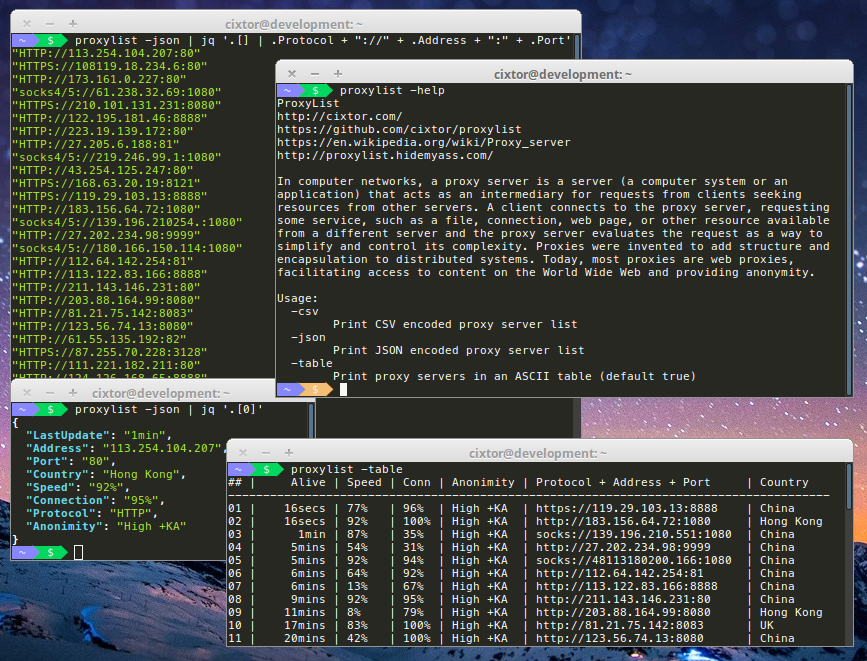 cixtor@development: ~
~ $ proxylist -json | jq '.[] | .Protocol + "://" + .Address + ":" + .Port'
"HTTP://113.254.104.207:80"
"HTTPS://108119.18.234.6:80"
"HTTP://173.161.0.227:80"
"socks4/5://61.238.32.69:1080"
"HTTPS://210.101.131.231:8080"
"HTTP://122.195.181.46:8888"
"HTTP://223.19.139.172:80"
"HTTP://27.205.6.188:81"
"socks4/5://219.246.99.1:1080"
"HTTP://43.254.125.247:80"
"HTTPS://168.63.20.19:8121"
"HTTPS://119.29.103.13:8888"
"HTTP://183.156.64.72:1080"
"socks4/5://139.196.210254.:1080"
"HTTP://27.202.234.98:9999"
"socks4/5://180.166.150.114:1080"
"HTTP://112.64.142.254:81"
"HTTP://113.122.83.166:8888"
"HTTP://211.143.146.231:80"
"HTTP://203.88.164.99:8080"
"HTTP://81.21.75.142:8083"
"HTTP://123.56.74.13:8080"
"HTTP://61.55.135.192:82"
"HTTPS://87.255.70.228:3128"
"HTTP://111.221.182.211:80"
cixtor@development: ~
~ $ proxylist -help
ProxyList
http://cixtor.com/
https://github.com/cixtor/proxylist
https://en.wikipedia.org/wiki/Proxy_server
http://proxylist.hidemyass.com/
In computer networks, a proxy server is a server (a computer system or an
application) that acts as an intermediary for requests from clients seeking
resources from other servers. A client connects to the proxy server, requesting
some service, such as a file, connection, web page, or other resource available
from a different server and the proxy server evaluates the request as a way to
simplify and control its complexity. Proxies were invented to add structure and
encapsulation to distributed systems. Today, most proxies are web proxies,
facilitating access to content on the World Wide Web and providing anonymity.
Usage:
-csv
Print CSV encoded proxy server list
-json
Print JSON encoded proxy server list
-table
Print proxy servers in an ASCII table (default true)
~ $
cixtor@development: ~
~ $ proxylist -json | jq '.[0]'
{
"LastUpdate": "1min",
"Address": "113.254.104.207",
"Port": "80",
"Country": "Hong Kong",
"Speed": "92%",
"Connection": "95%",
"Protocol": "HTTP",
"Anonimity": "High +KA"
}
~ $
cixtor@development: ~
~ $ proxylist -table
## | Alive | Speed | Conn | Anonimity | Protocol + Address + Port | Country
01 | 16secs | 77% | 96% | High +KA | https://119.29.103.13:8888 | China
02 | 16secs | 92% | 100% | High +KA | http://183.156.64.72:1080 | Hong Kong
03 | 1min | 87% | 35% | High +KA | socks://139.196.210.551:1080 | China
04 | 5mins | 54% | 31% | High +KA | http://27.202.234.98:9999 | China
05 | 5mins | 92% | 94% | High +KA | socks://48113180200.166:1080 | China
06 | 6mins | 64% | 92% | High +KA | http://112.64.142.254:81 | China
07 | 6mins | 13% | 67% | High +KA | http://113.122.83.166:8888 | China
08 | 9mins | 92% | 95% | High +KA | http://211.143.146.231:80 | China
09 | 11mins | 8% | 79% | High +KA | http://203.88.164.99:8080 | Hong Kong
10 | 17mins | 83% | 100% | High +KA | http://81.21.75.142:8083 | UK
11 | 20mins | 42% | 100% | High +KA | http://123.56.74.13:8080 | China